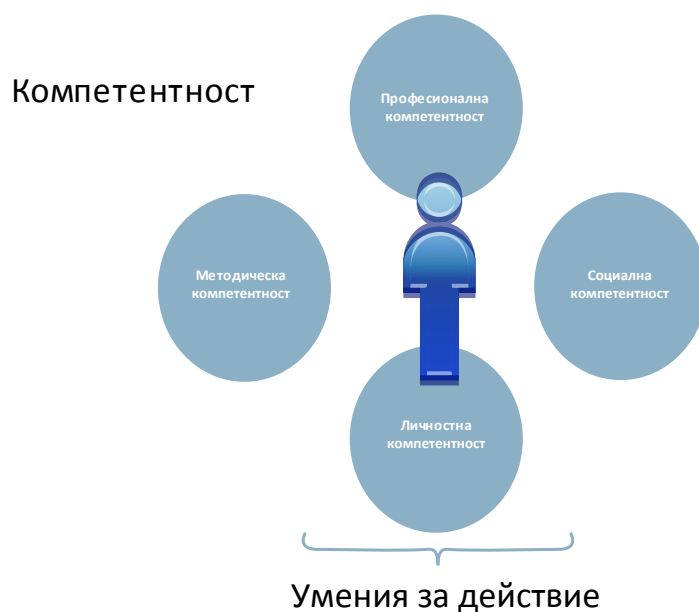 Компетентност
Професионална
компетентност
Методическа
компетентност
Социална
компетентност
Личностна
компетентност
Умения за действие